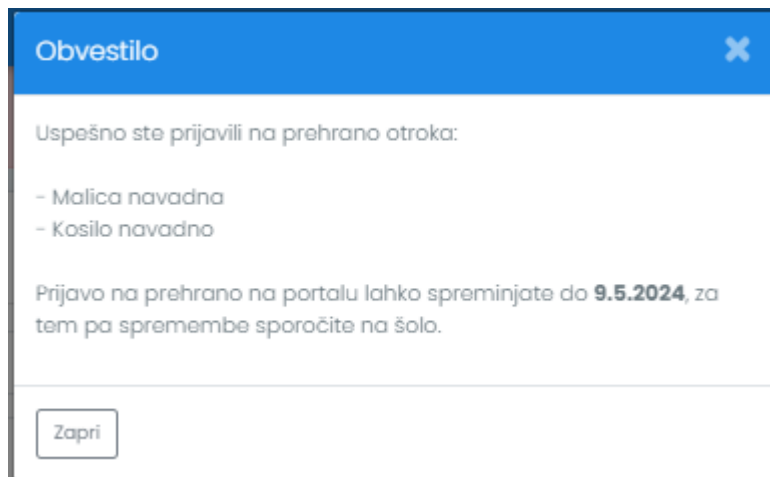 Obvestilo
Uspešno ste prijavili na prehrano otroka:
- Malica navadna
- Kosilo navadno
Prijavo na prehrano na portalu lahko spreminjate do 9.5.2024, za
tem pa spremembe sporočite na šolo.
Zapri